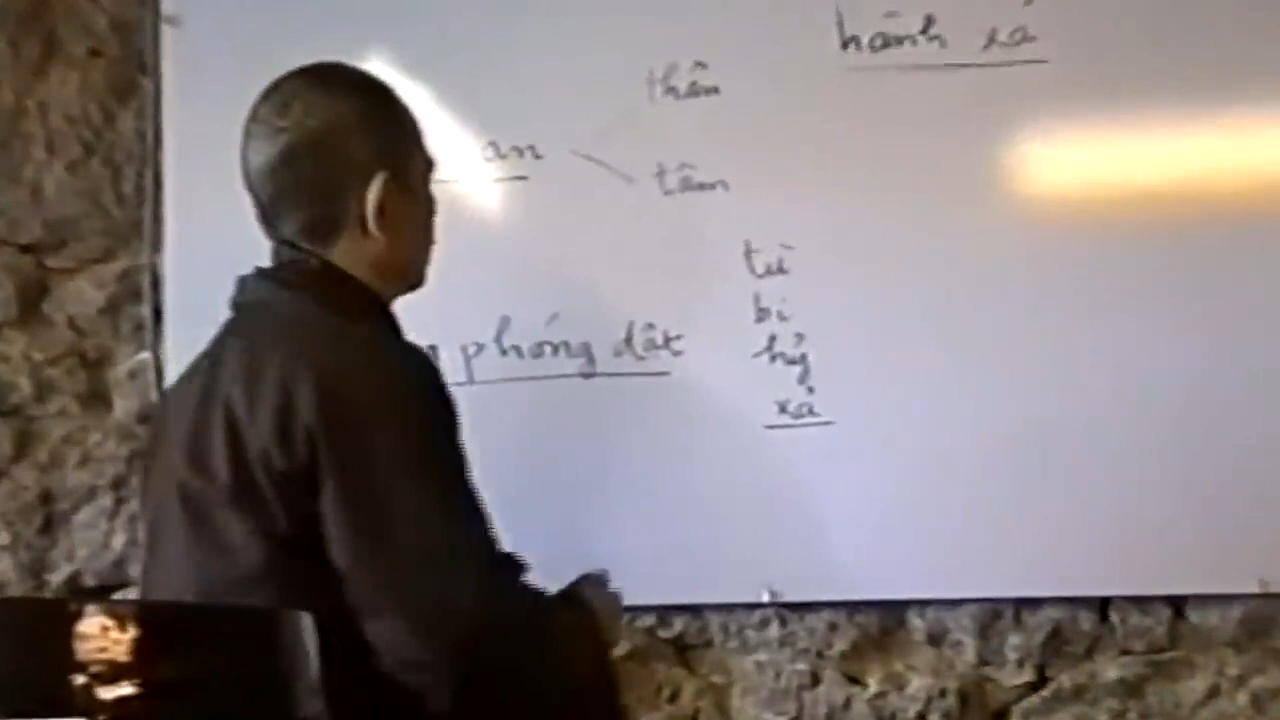 hành xả
thân
an
tâm
từ
bi
phóng dật
hỷ
xả